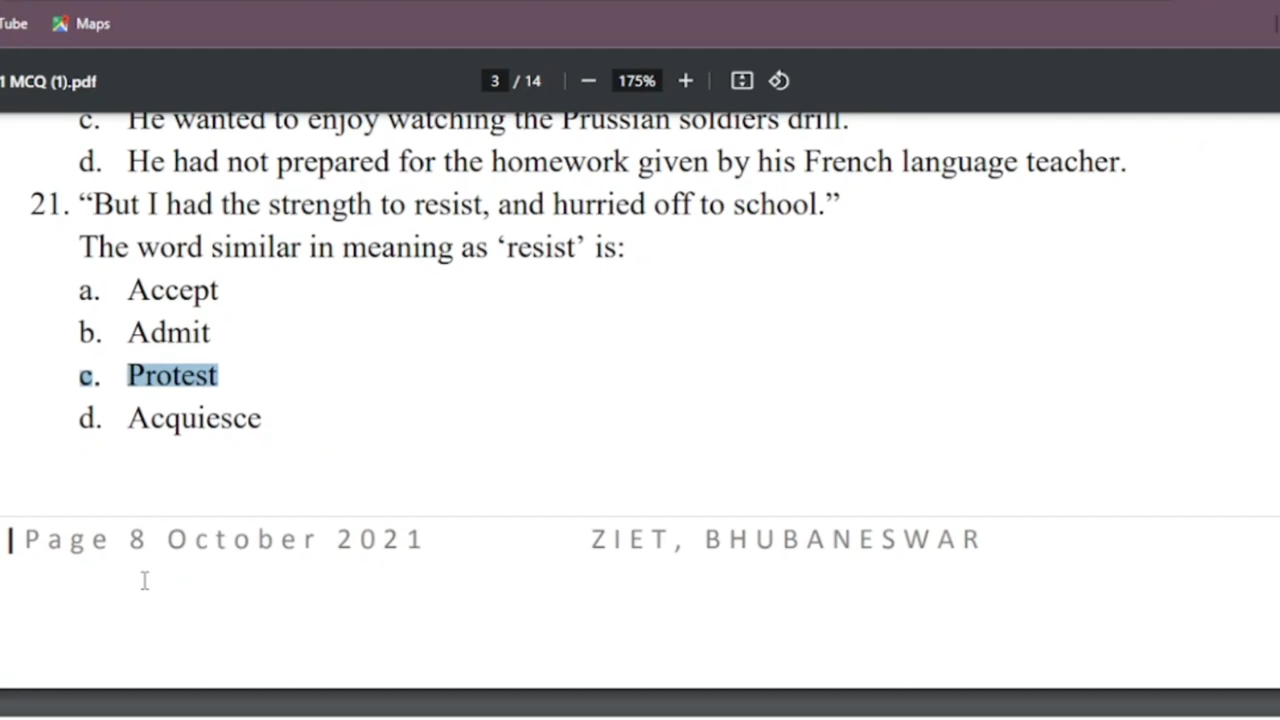 Tube Maps
1 MCQ (1).pdf 3 / 14 — 175% +
c. He wanted to enjoy watching the Prussian soldiers drill.
d. He had not prepared for the homework given by his French language teacher.
21. “But I had the strength to resist, and hurried off to school.”
The word similar in meaning as ‘resist’ is:
a. Accept
b. Admit
c. Protest
d. Acquiesce
|Page 8 October 2021 ZIET, BHUBANESWAR